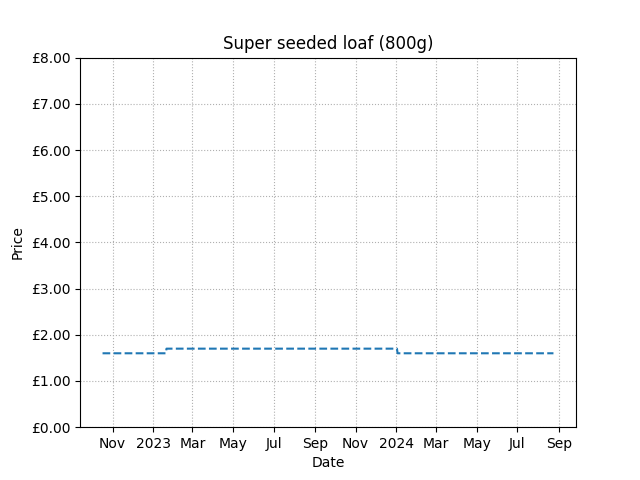 Super seeded loaf (800g)
£8.00
£7.00
£6.00
£5.00
£4.00
£3.00
£2.00
£1.00
£0.00
Price
Nov 2023 Mar May Jul Sep Nov 2024 Mar May Jul Sep
Date